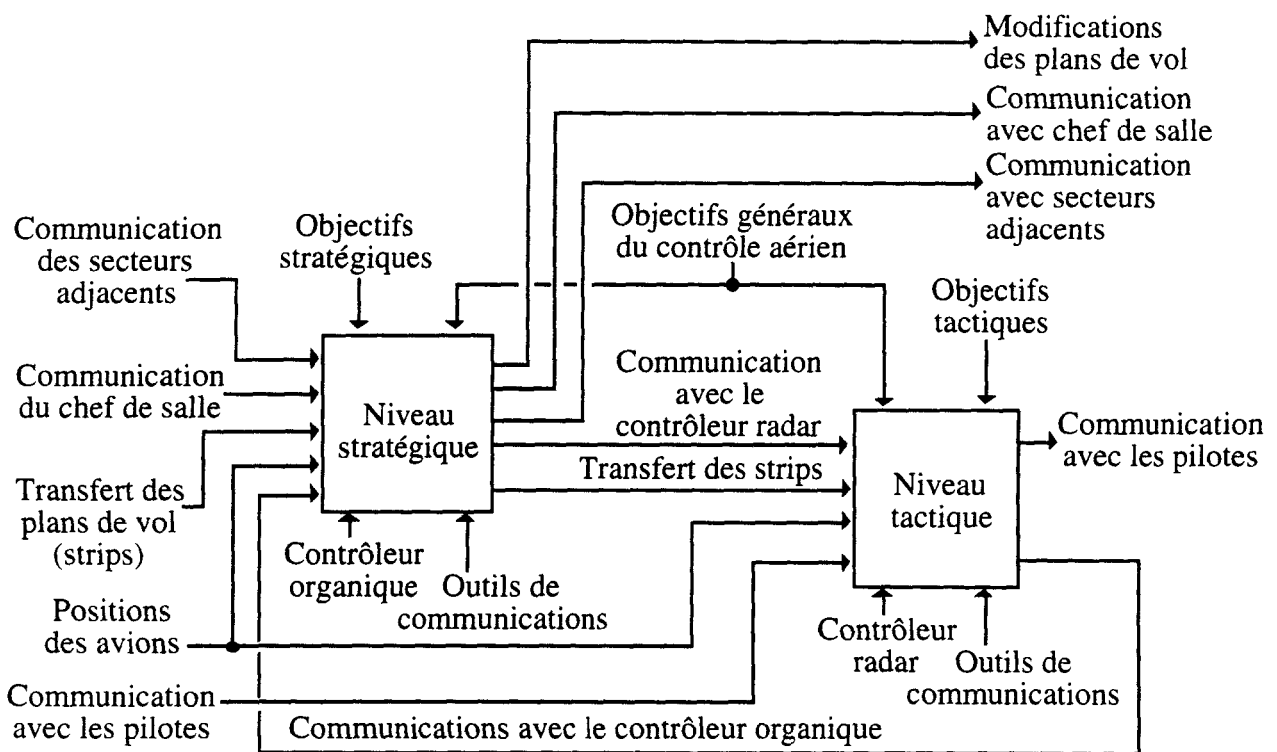 Modifications
des plans de vol
Communication
avec chef de salle
Communication
avec secteurs
adjacents
Communication
des secteurs
adjacents
Objectifs
stratégiques
Objectifs généraux
du contrôle aérien
Objectifs
tactiques
Communication
du chef de salle
Niveau
stratégique
Communication
avec le
contrôleur radar
Transfert des strips
Niveau
tactique
Communication
avec les pilotes
Transfert des
plans de vol
(strips)
Contrôleur
organique
Outils de
communications
Positions
des avions
Contrôleur
radar
Outils de
communications
Communication
avec les pilotes
Communications avec le contrôleur organique